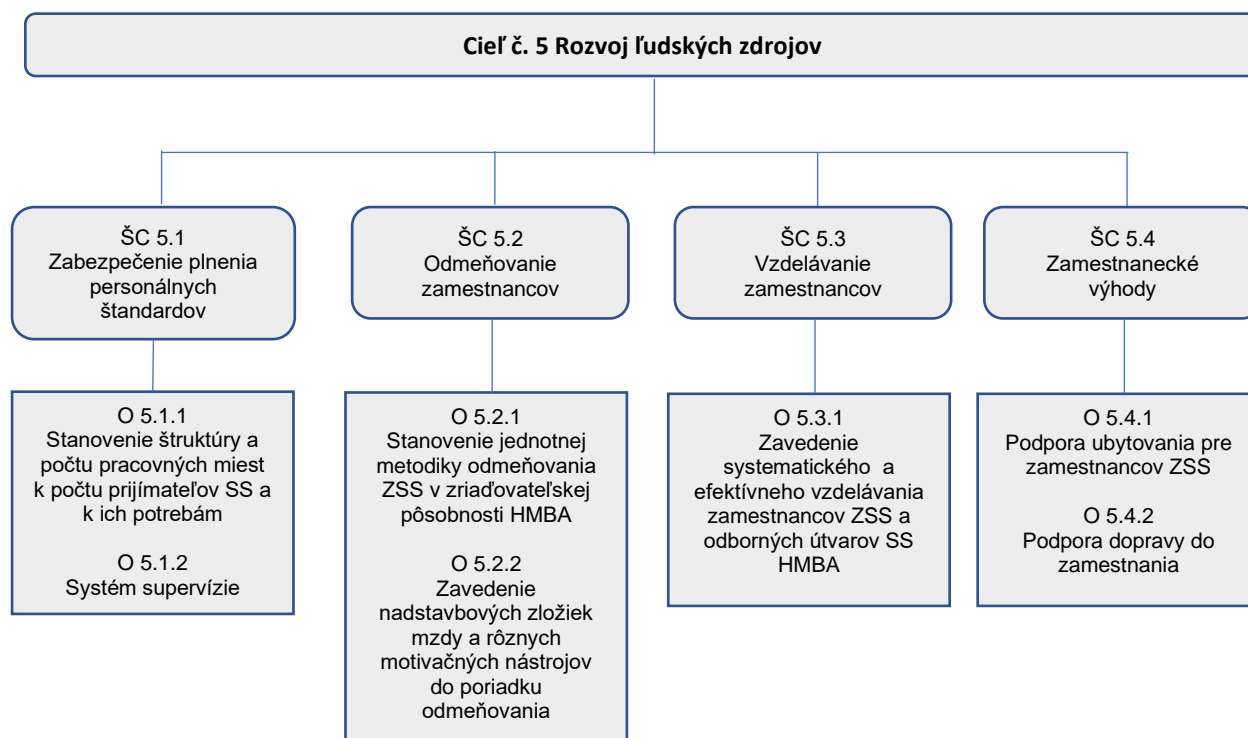 Cieľ č. 5 Rozvoj ľudských zdrojov
ŠC 5.1
Zabezpečenie plnenia
personálnych
štandardov
ŠC 5.2
Odmeňovanie
zamestnancov
ŠC 5.3
Vzdelávanie
zamestnancov
ŠC 5.4
Zamestnanecké
výhody
O 5.1.1
Stanovenie štruktúry a
počtu pracovných miest
k počtu prijímateľov SS a
k ich potrebám
O 5.1.2
Systém supervízie
O 5.2.1
Stanovenie jednotnej
metodiky odmeňovania
ZSS v zriaďovateľskej
pôsobnosti HMBA
O 5.2.2
Zavedenie
nadstavbových zložiek
mzdy a rôznych
motivačných nástrojov
do poriadku
odmeňovania
O 5.3.1
Zavedenie
systematického a
efektívneho vzdelávania
zamestnancov ZSS a
odborných útvarov SS
HMBA
O 5.4.1
Podpora ubytovania pre
zamestnancov ZSS
O 5.4.2
Podpora dopravy do
zamestnania